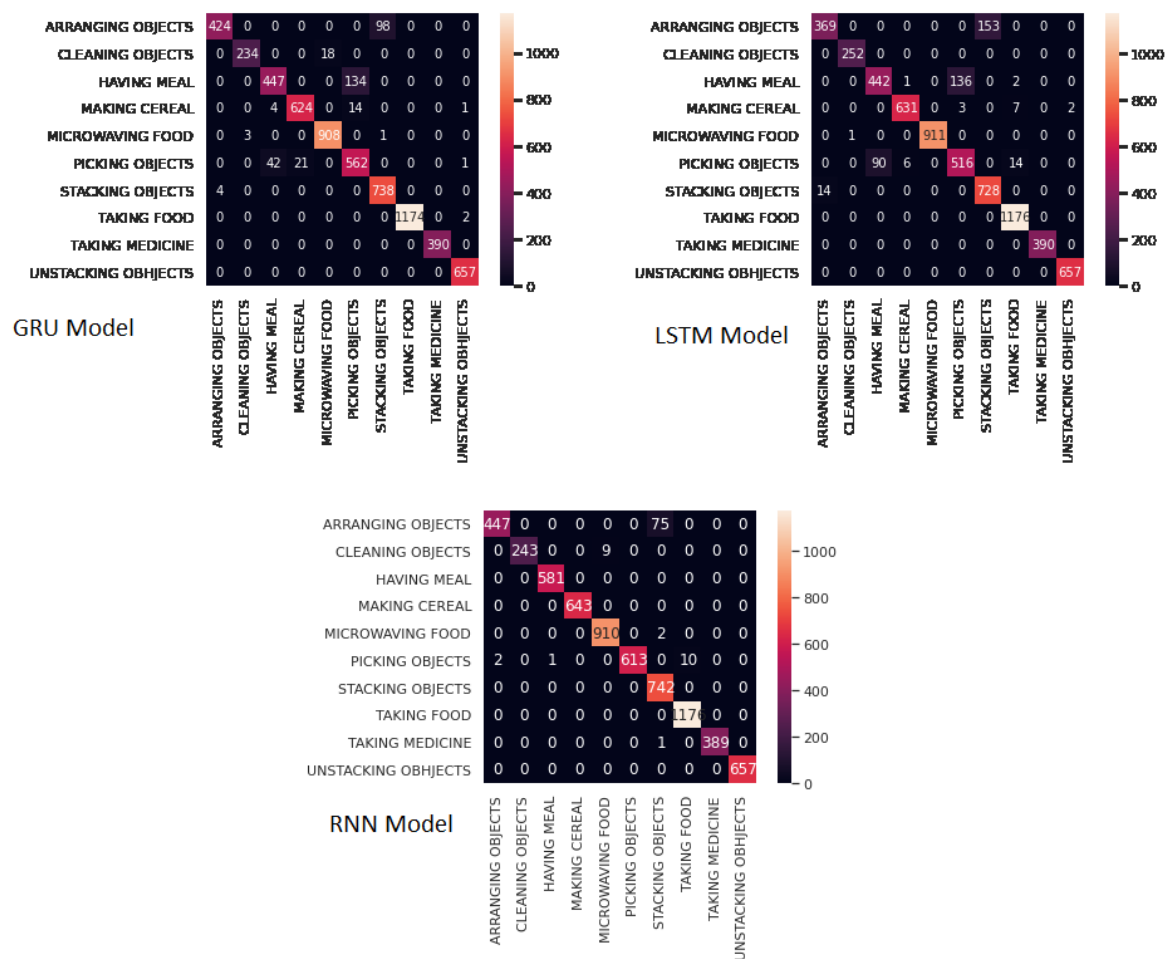 ARRANGING OBJECTS 424 0 0 0 0 0 98 0 0 0
CLEANING OBJECTS 0 234 0 0 18 0 0 0 0 0
HAVING MEAL 0 0 447 0 0 134 0 0 0 0
MAKING CEREAL 0 0 4 624 0 14 0 0 0 1
MICROWAVING FOOD 0 3 0 0 908 0 1 0 0 0
PICKING OBJECTS 0 0 42 21 0 562 0 0 0 1
STACKING OBJECTS 4 0 0 0 0 0 738 0 0 0
TAKING FOOD 0 0 0 0 0 0 0 1174 0 2
TAKING MEDICINE 0 0 0 0 0 0 0 0 390 0
UNSTACKING OBHJECTS 0 0 0 0 0 0 0 0 0 657
1000
800
600
400
200
0
ARRANGING OBJECTS
CLEANING OBJECTS
HAVING MEAL
MAKING CEREAL
MICROWAVING FOOD
PICKING OBJECTS
STACKING OBJECTS
TAKING FOOD
TAKING MEDICINE
UNSTACKING OBHJECTS
GRU Model
ARRANGING OBJECTS 369 0 0 0 0 0 153 0 0 0
CLEANING OBJECTS 0 252 0 0 0 0 0 0 0 0
HAVING MEAL 0 0 442 1 0 136 0 2 0 0
MAKING CEREAL 0 0 0 631 0 3 0 7 0 2
MICROWAVING FOOD 0 1 0 0 911 0 0 0 0 0
PICKING OBJECTS 0 0 90 6 0 516 0 14 0 0
STACKING OBJECTS 14 0 0 0 0 0 728 0 0 0
TAKING FOOD 0 0 0 0 0 0 0 1176 0 0
TAKING MEDICINE 0 0 0 0 0 0 0 0 390 0
UNSTACKING OBHJECTS 0 0 0 0 0 0 0 0 0 657
1000
800
600
400
200
0
ARRANGING OBJECTS
CLEANING OBJECTS
HAVING MEAL
MAKING CEREAL
MICROWAVING FOOD
PICKING OBJECTS
STACKING OBJECTS
TAKING FOOD
TAKING MEDICINE
UNSTACKING OBHJECTS
LSTM Model
ARRANGING OBJECTS 447 0 0 0 0 0 75 0 0 0
CLEANING OBJECTS 0 243 0 0 9 0 0 0 0 0
HAVING MEAL 0 0 581 0 0 0 0 0 0 0
MAKING CEREAL 0 0 0 643 0 0 0 0 0 0
MICROWAVING FOOD 0 0 0 0 910 0 2 0 0 0
PICKING OBJECTS 2 0 1 0 0 613 0 10 0 0
STACKING OBJECTS 0 0 0 0 0 0 742 0 0 0
TAKING FOOD 0 0 0 0 0 0 0 1176 0 0
TAKING MEDICINE 0 0 0 0 0 0 1 0 389 0
UNSTACKING OBHJECTS 0 0 0 0 0 0 0 0 0 657
1000
800
600
400
200
0
ARRANGING OBJECTS
CLEANING OBJECTS
HAVING MEAL
MAKING CEREAL
MICROWAVING FOOD
PICKING OBJECTS
STACKING OBJECTS
TAKING FOOD
TAKING MEDICINE
UNSTACKING OBHJECTS
RNN Model